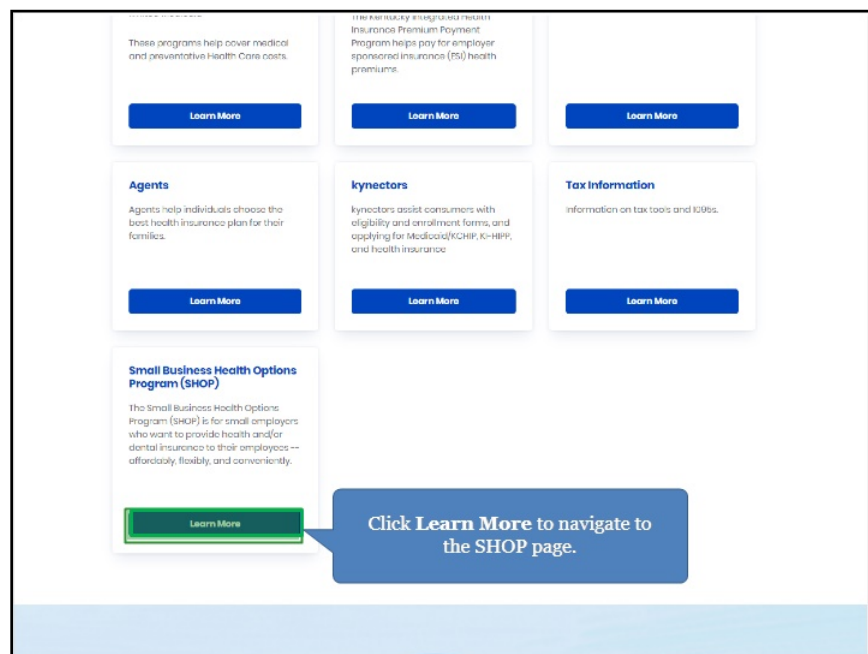 These programs help cover medical
and preventative Health Care costs.
Learn More
The Kentucky Integrated Health
Insurance Premium Payment
Program helps pay for employer
sponsored insurance (ESI) health
premiums.
Learn More
Learn More
Agents
Agents help individuals choose the
best health insurance plan for their
families.
Learn More
kynectors
kynectors assist consumers with
eligibility and enrollment forms, and
applying for Medicaid/KCHIP, KI-HIPP,
and health insurance
Learn More
Tax Information
Information on tax tools and 1095s.
Learn More
Small Business Health Options
Program (SHOP)
The Small Business Health Options
Program (SHOP) is for small employers
who want to provide health and/or
dental insurance to their employees --
affordably, flexibly, and conveniently.
Learn More
Click Learn More to navigate to
the SHOP page.